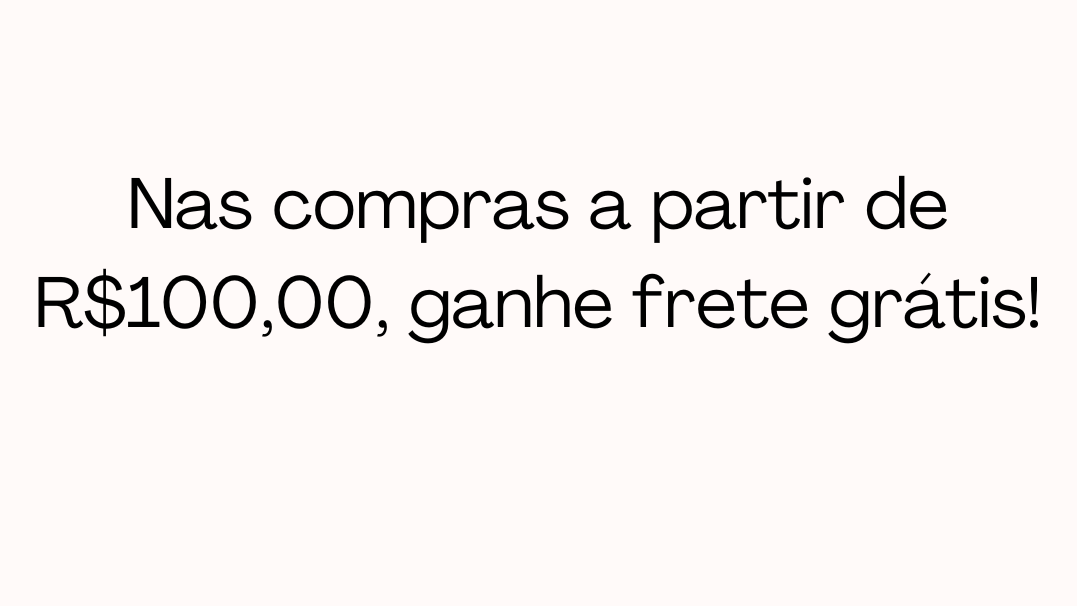 Nas compras a partir de
R$100,00, ganhe frete grátis!